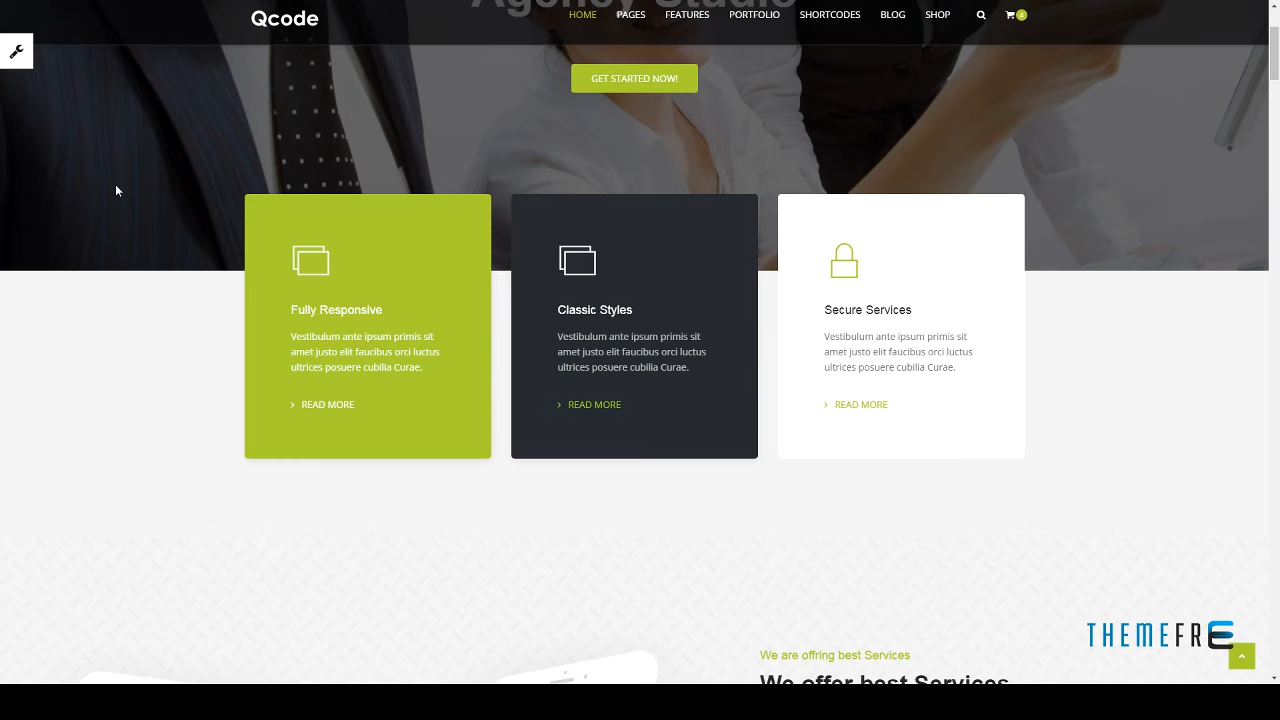 Agency Studio
Qcode
HOME PAGES FEATURES PORTFOLIO SHORTCODES BLOG SHOP 4
GET STARTED NOW!
Fully Responsive
Vestibulum ante ipsum primis sit
amet justo elit faucibus orci luctus
ultrices posuere cubilia Curae.
READ MORE
Classic Styles
Vestibulum ante ipsum primis sit
amet justo elit faucibus orci luctus
ultrices posuere cubilia Curae.
READ MORE
Secure Services
Vestibulum ante ipsum primis sit
amet justo elit faucibus orci luctus
ultrices posuere cubilia Curae.
READ MORE
THEMEFRE
We are offring best Services
We offer best Services